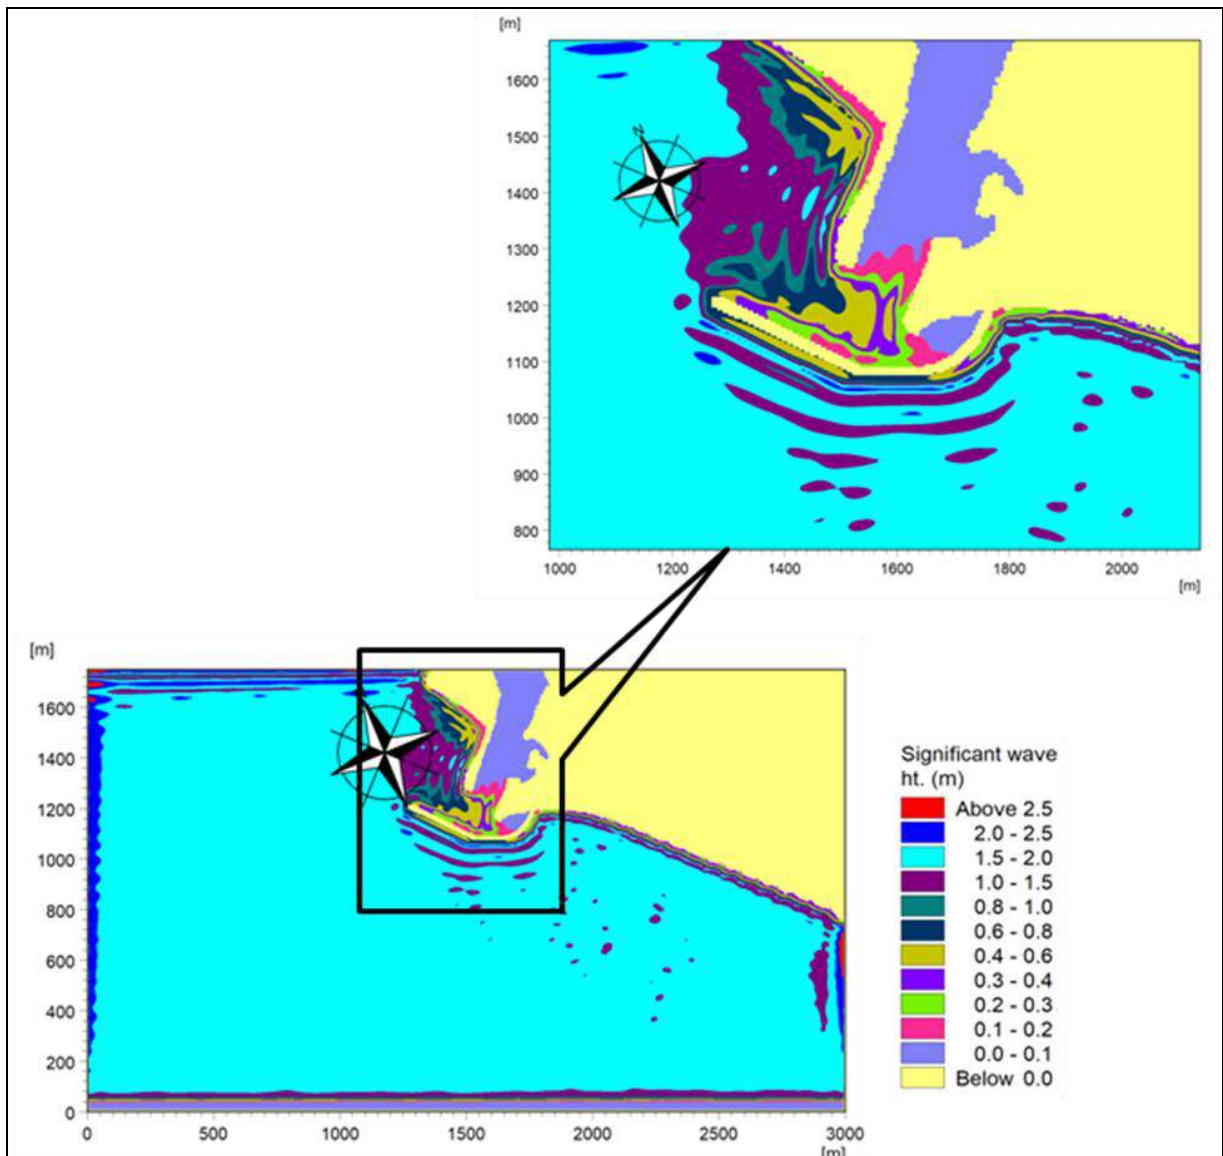 [m]
1600
1500
1400
1300
1200
1100
1000
900
800
N
1000 1200 1400 1600 1800 2000
[m]
[m]
1600
1400
1200
1000
800
600
400
200
0
0 500 1000 1500 2000 2500 3000
[m]
Significant wave
ht. (m)
Above 2.5
2.0 - 2.5
1.5 - 2.0
1.0 - 1.5
0.8 - 1.0
0.6 - 0.8
0.4 - 0.6
0.3 - 0.4
0.2 - 0.3
0.1 - 0.2
0.0 - 0.1
Below 0.0